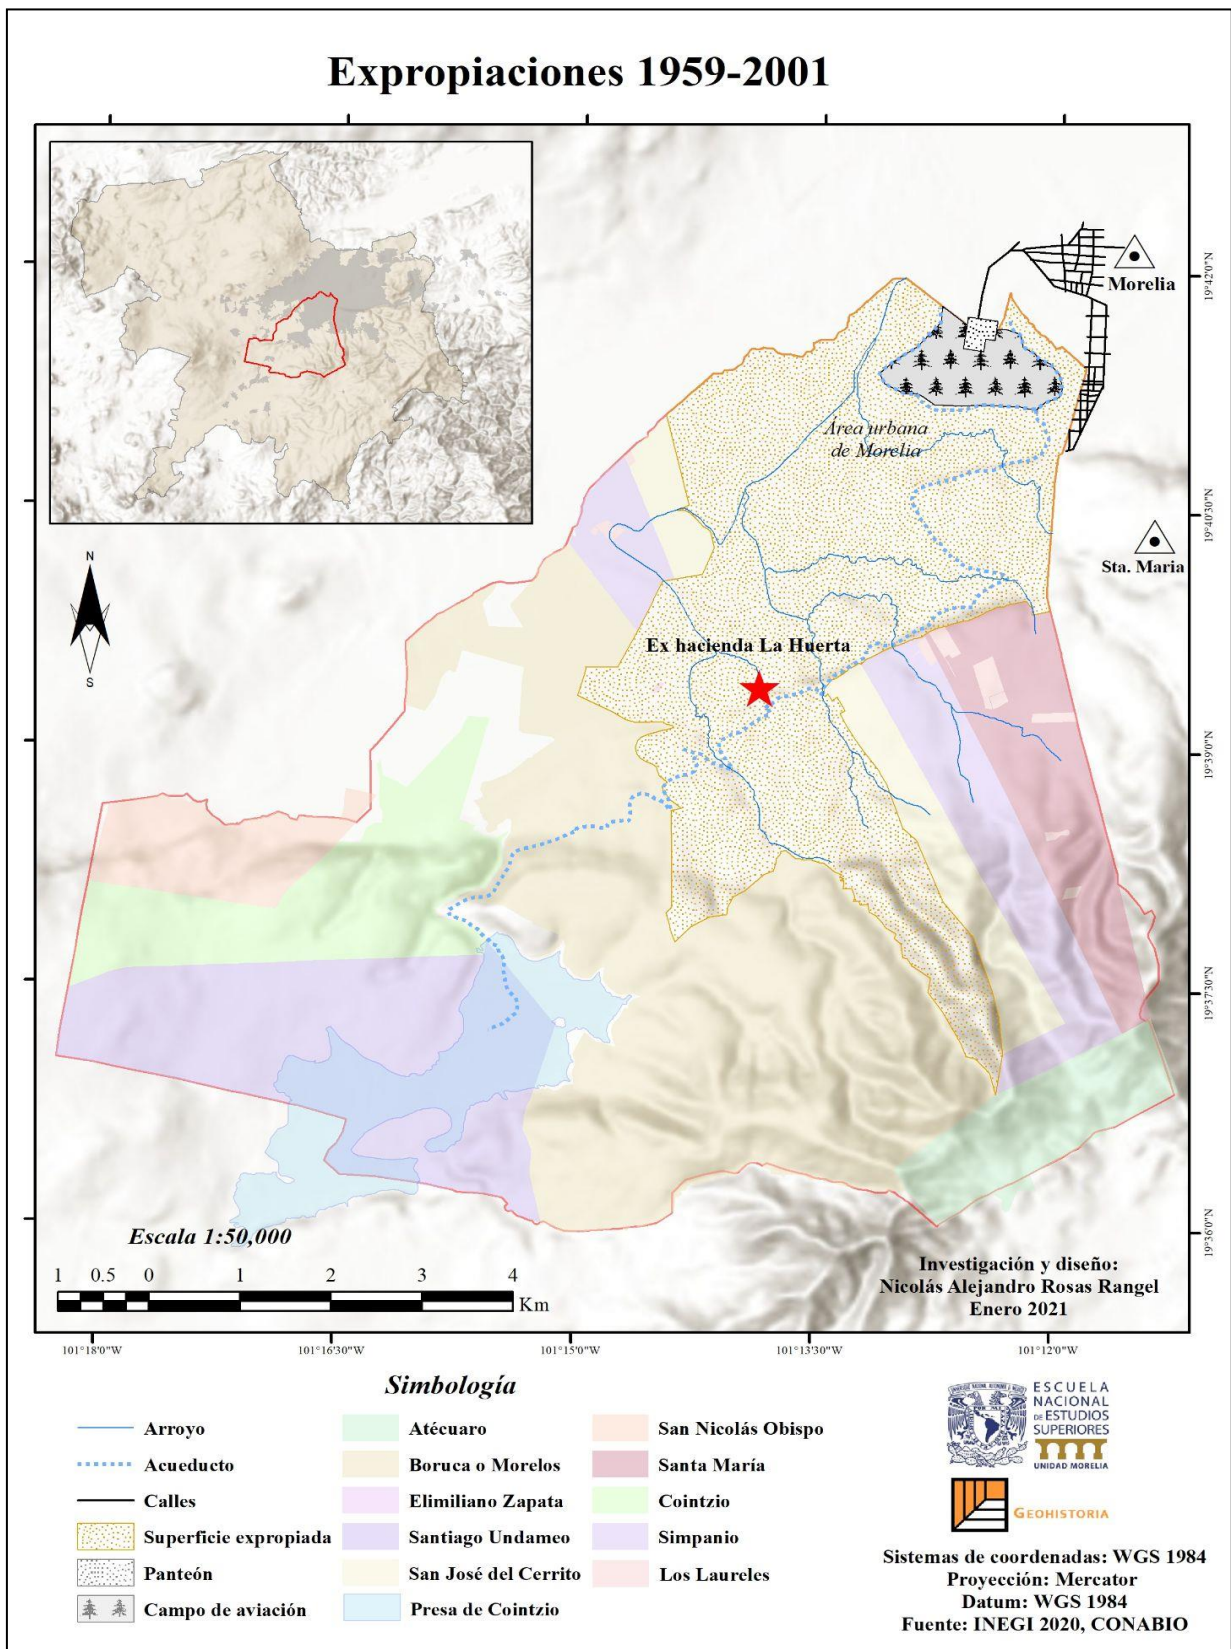 Expropiaciones 1959-2001
Morelia
Área urbana
de Morelia
Sta. Maria
N
S
Ex hacienda La Huerta
19°42'0"N
19°40'30"N
19°39'0"N
19°37'30"N
19°36'0"N
Escala 1:50,000
1 0.5 0 1 2 3 4
Km
Investigación y diseño:
Nicolás Alejandro Rosas Rangel
Enero 2021
101°18'0"W 101°16'30"W 101°15'0"W 101°13'30"W 101°12'0"W
Simbología
Arroyo
Acueducto
Calles
Superficie expropiada
Panteón
Campo de aviación
Atécuaro
Boruca o Morelos
Elimiliano Zapata
Santiago Undameo
San José del Cerrito
Presa de Cointzio
San Nicolás Obispo
Santa María
Cointzio
Simpanio
Los Laureles
ESCUELA
NACIONAL
DE ESTUDIOS
SUPERIORES
UNIDAD MORELIA
GEOHISTORIA
Sistemas de coordenadas: WGS 1984
Proyección: Mercator
Datum: WGS 1984
Fuente: INEGI 2020, CONABIO